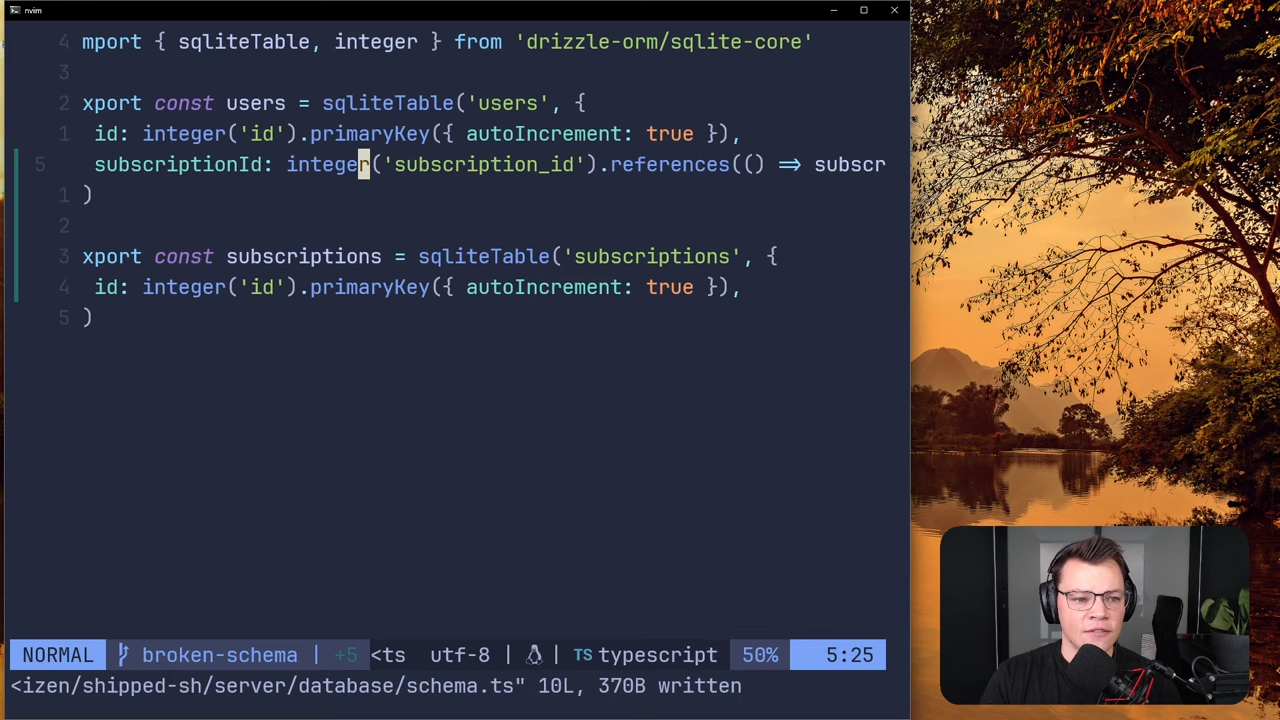 nvim
4 mport { sqliteTable, integer } from 'drizzle-orm/sqlite-core'
3
2 xport const users = sqliteTable('users', {
1 id: integer('id').primaryKey({ autoIncrement: true }),
5 subscriptionId: integer('subscription_id').references(() => subscr
1 )
2
3 xport const subscriptions = sqliteTable('subscriptions', {
4 id: integer('id').primaryKey({ autoIncrement: true }),
5 )
NORMAL broken-schema | +5 <ts utf-8 | | TS typescript 50% 5:25
<izen/shipped-sh/server/database/schema.ts" 10L, 370B written